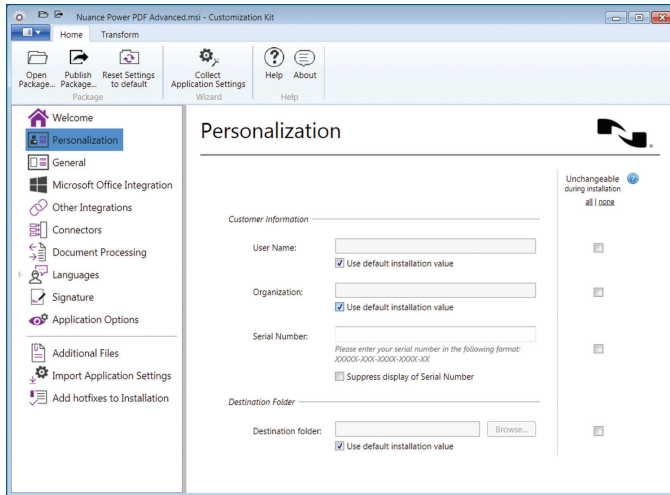 Nuance Power PDF Advanced.msi - Customization Kit
Home
Transform
Open
Package...
Publish
Package...
Reset Settings
to default
Package
Collect
Application Settings
Wizard
Help
About
Help
Welcome
Personalization
General
Microsoft Office Integration
Other Integrations
Connectors
Document Processing
Languages
Signature
Application Options
Additional Files
Import Application Settings
Add hotfixes to Installation
Personalization
Unchangeable
during installation
all | none
Customer Information
User Name:
Use default installation value
Organization:
Use default installation value
Serial Number:
Please enter your serial number in the following format:
XXXXX-XXX-XXXX-XXXX-XX
Suppress display of Serial Number
Destination Folder
Destination folder:
Browse...
Use default installation value